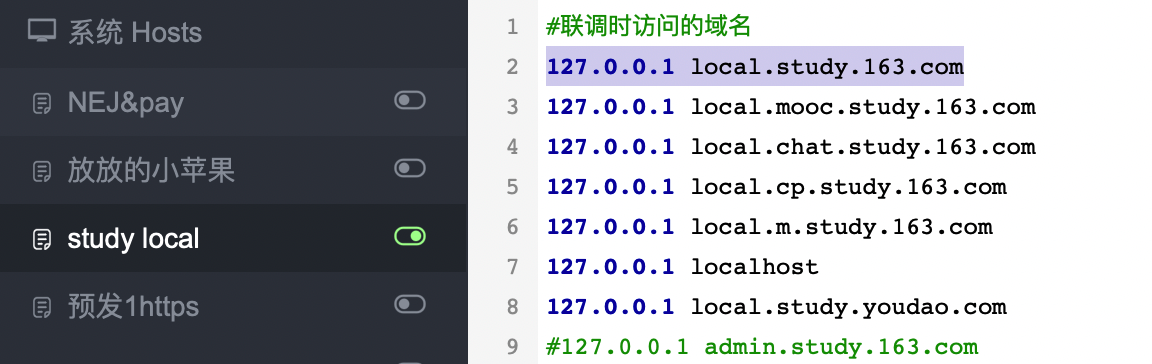 系统 Hosts
NEJ&pay
放放的小苹果
study local
预发1https
1 #联调时访问的域名
2 127.0.0.1 local.study.163.com
3 127.0.0.1 local.mooc.study.163.com
4 127.0.0.1 local.chat.study.163.com
5 127.0.0.1 local.cp.study.163.com
6 127.0.0.1 local.m.study.163.com
7 127.0.0.1 localhost
8 127.0.0.1 local.study.youdao.com
9 #127.0.0.1 admin.study.163.com